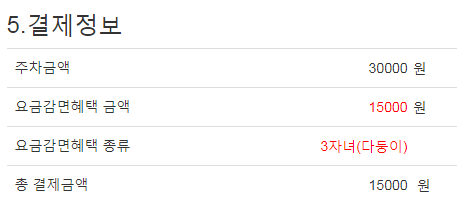 5.결제정보
주차금액 30000 원
요금감면혜택 금액 15000 원
요금감면혜택 종류 3자녀(다둥이)
총 결제금액 15000 원